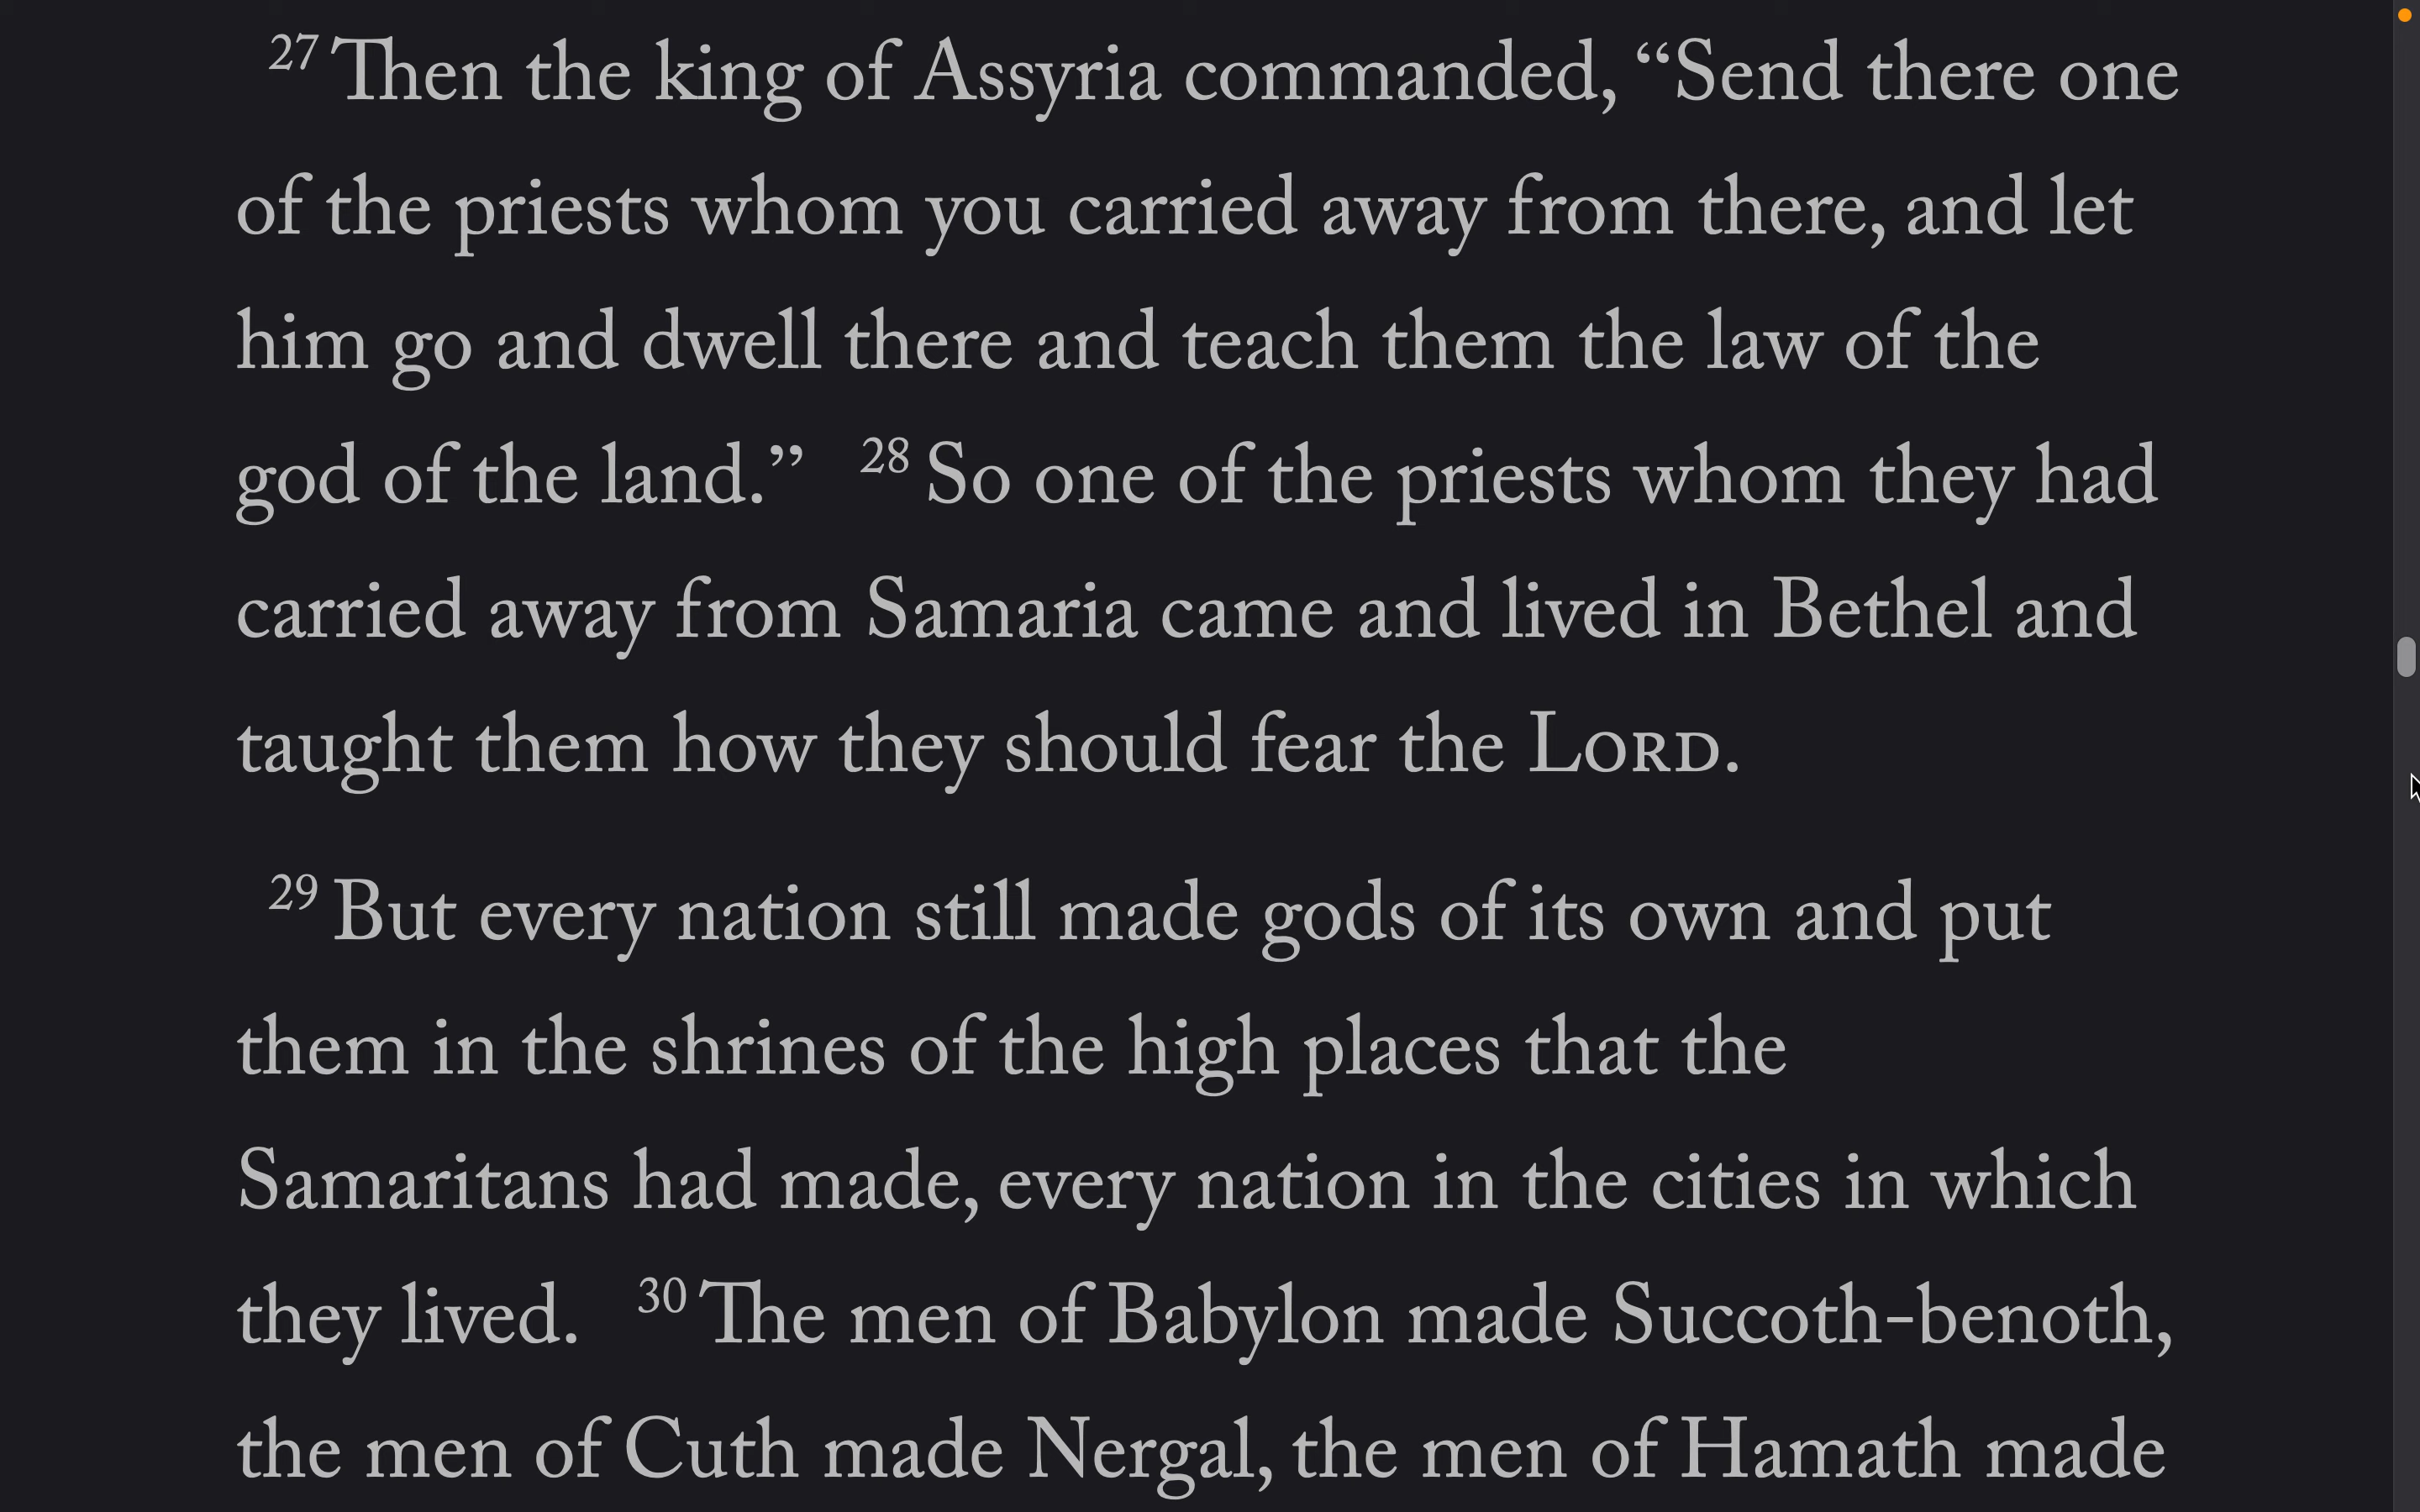 27 Then the king of Assyria commanded, “Send there one
of the priests whom you carried away from there, and let
him go and dwell there and teach them the law of the
god of the land.” 28 So one of the priests whom they had
carried away from Samaria came and lived in Bethel and
taught them how they should fear the LORD.
29 But every nation still made gods of its own and put
them in the shrines of the high places that the
Samaritans had made, every nation in the cities in which
they lived. 30 The men of Babylon made Succoth-benoth,
the men of Cuth made Nergal, the men of Hamath made